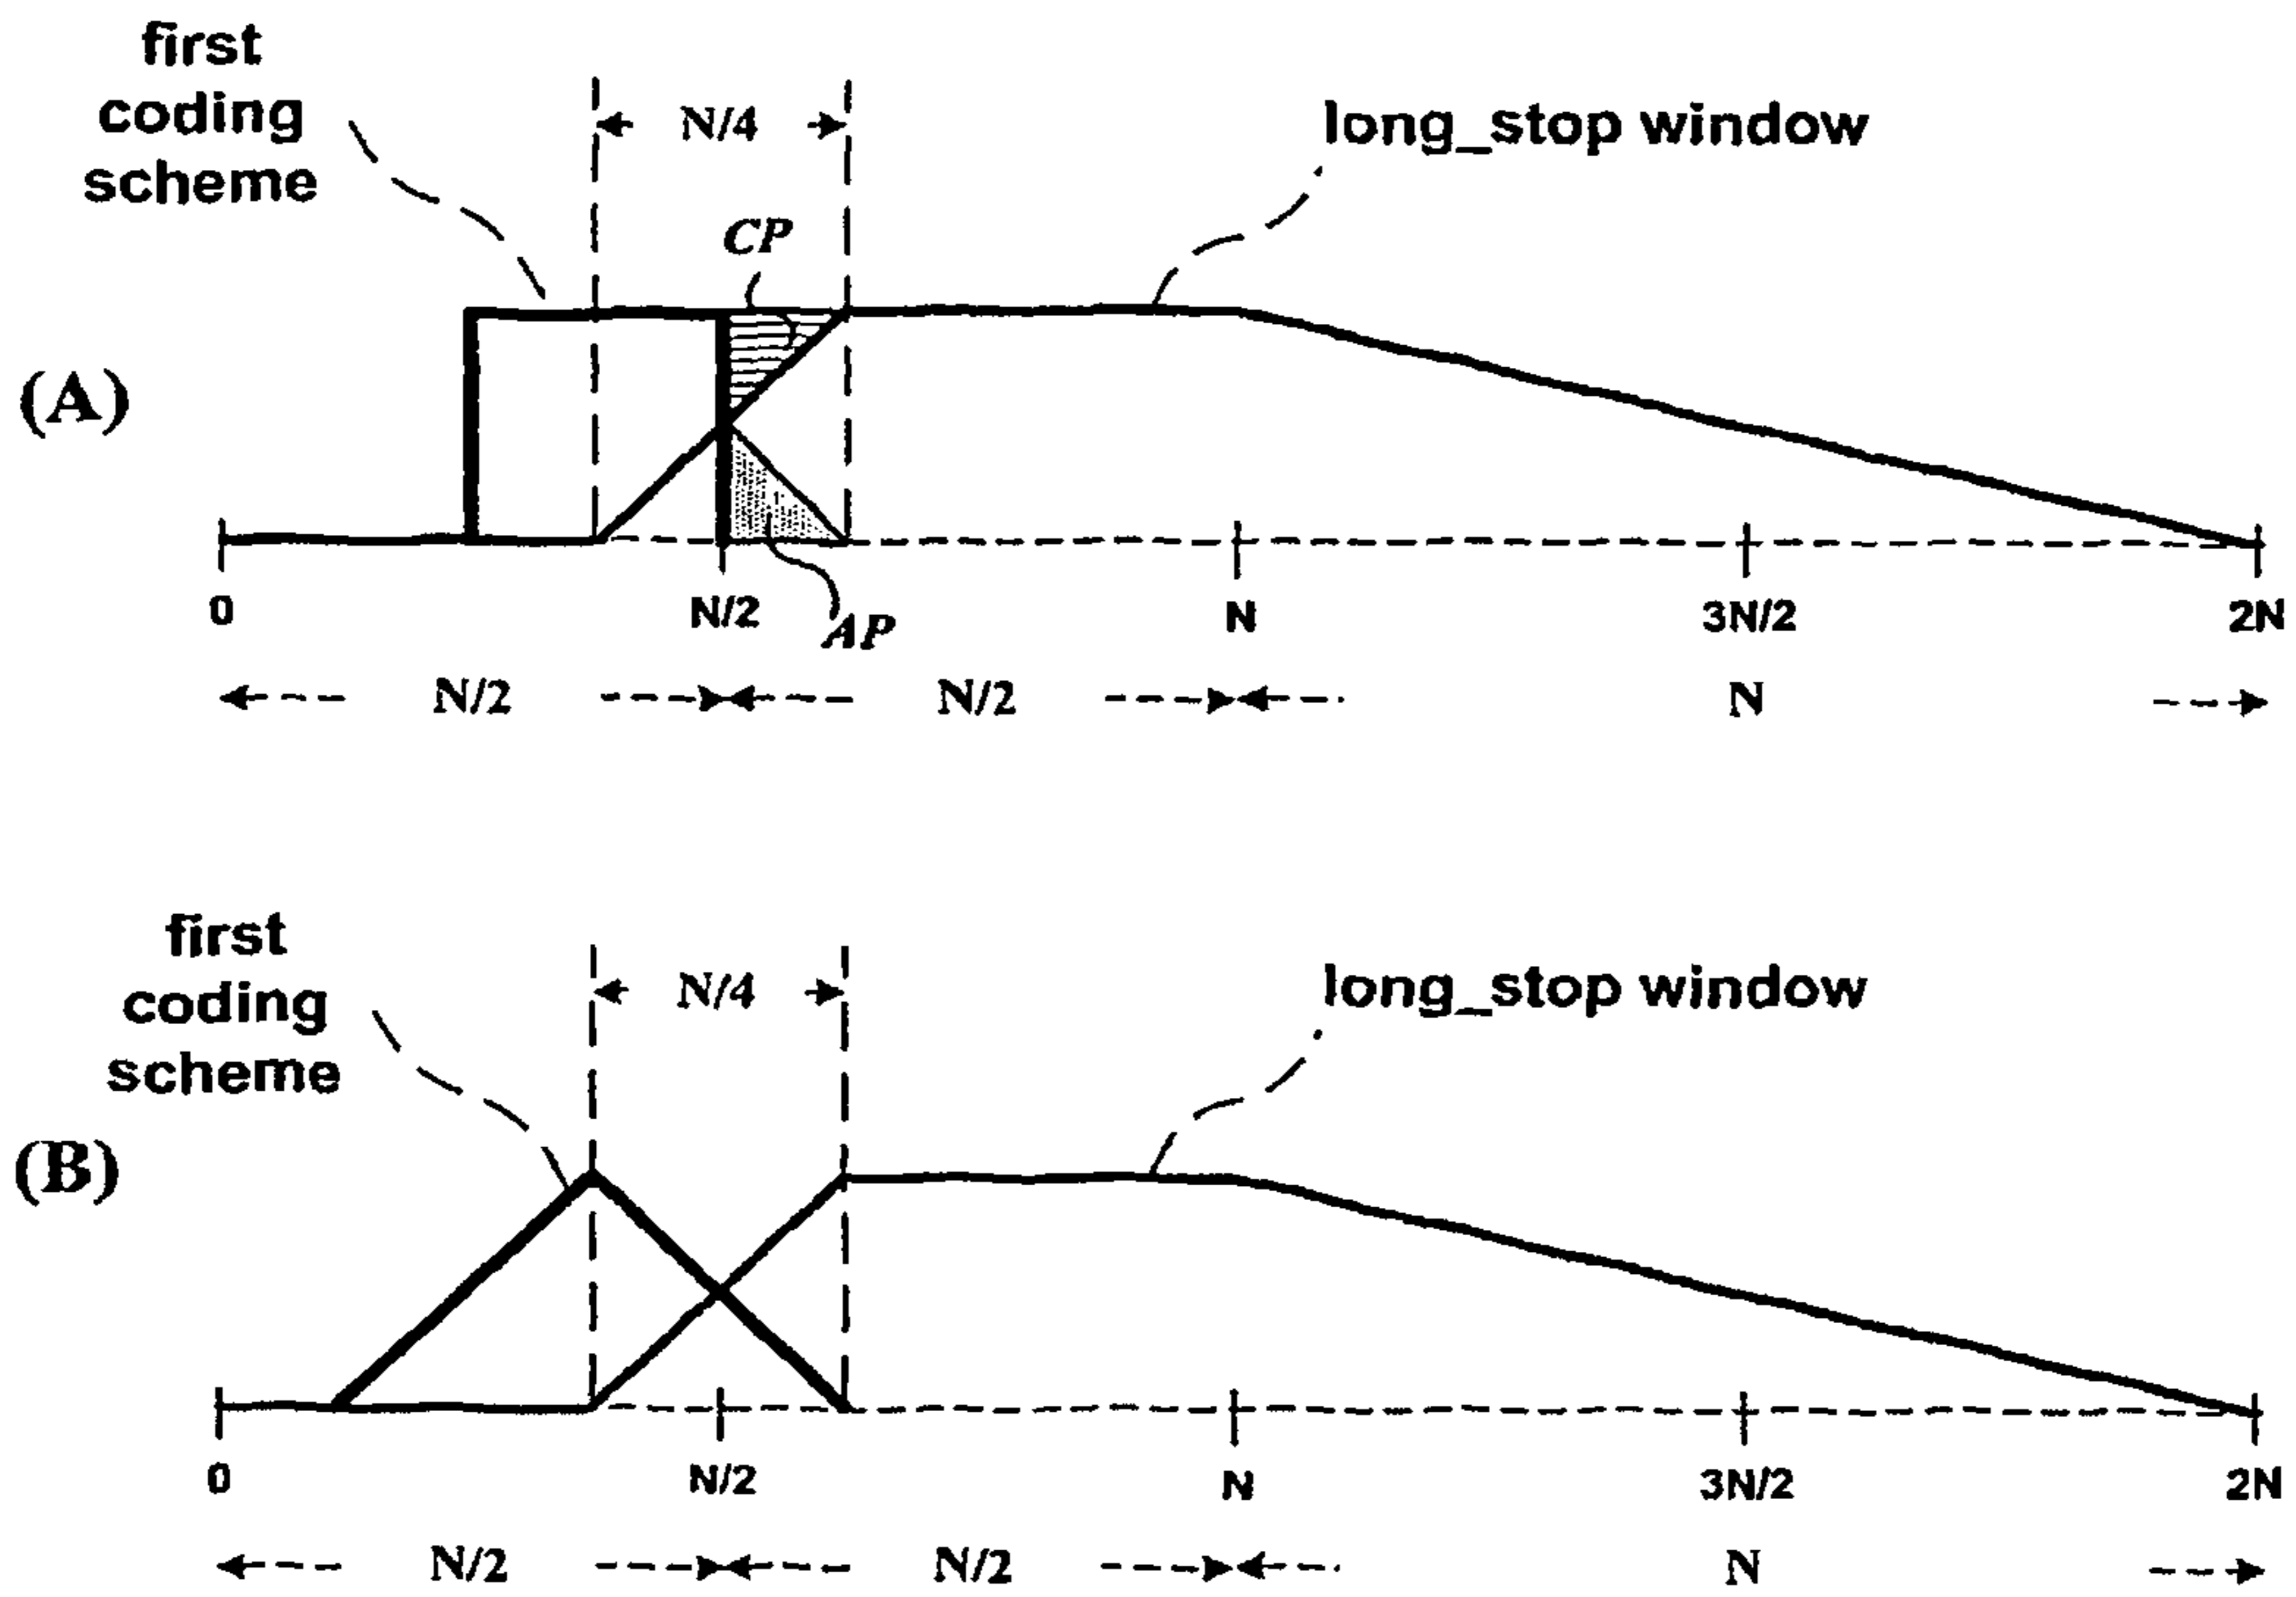 first
coding
scheme
N/4
long_stop window
CP
(A)
0
N/2
N
3N/2
2N
AP
N/2
N/2
N
first
coding
scheme
N/4
long_stop window
(B)
0
N/2
N
3N/2
2N
N/2
N/2
N